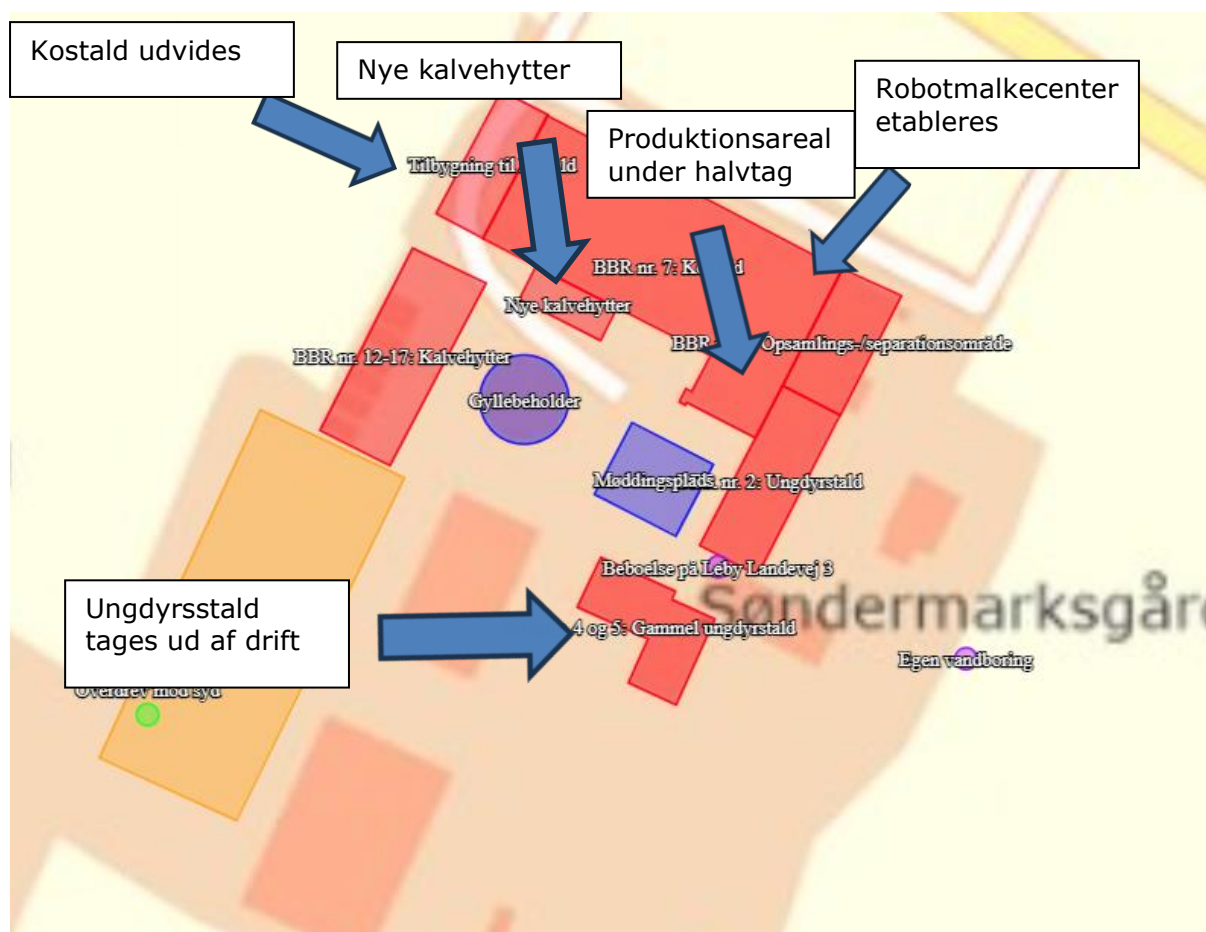 Kostald udvides
Nye kalvehytter
Produktionsareal
under halvtag
Robotmalkecenter
etableres
Tilbygning til
BBR nr. 7:
Nye kalvehytter
BBR
Opsamlings-/separationsområde
BBR nr. 12-17: Kalvehytter
Gyllebeholder
Møddingsplads
nr. 2: Ungdyrstald
Beboelse på Leby Landevej 3
Søndermarksgård
4 og 5: Gammel ungdyrstald
Egen vandboring
Ungdyrsstald
tages ud af drift
Overdrev mod syd